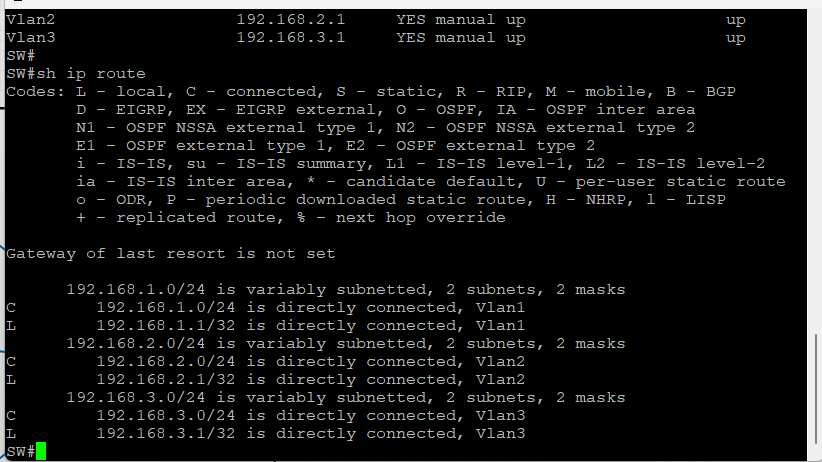 Vlan2                  192.168.2.1     YES manual up                    up
Vlan3                  192.168.3.1     YES manual up                    up
SW#
SW#sh ip route
Codes: L - local, C - connected, S - static, R - RIP, M - mobile, B - BGP
       D - EIGRP, EX - EIGRP external, O - OSPF, IA - OSPF inter area
       N1 - OSPF NSSA external type 1, N2 - OSPF NSSA external type 2
       E1 - OSPF external type 1, E2 - OSPF external type 2
       i - IS-IS, su - IS-IS summary, L1 - IS-IS level-1, L2 - IS-IS level-2
       ia - IS-IS inter area, * - candidate default, U - per-user static route
       o - ODR, P - periodic downloaded static route, H - NHRP, l - LISP
       + - replicated route, % - next hop override
Gateway of last resort is not set
      192.168.1.0/24 is variably subnetted, 2 subnets, 2 masks
C        192.168.1.0/24 is directly connected, Vlan1
L        192.168.1.1/32 is directly connected, Vlan1
      192.168.2.0/24 is variably subnetted, 2 subnets, 2 masks
C        192.168.2.0/24 is directly connected, Vlan2
L        192.168.2.1/32 is directly connected, Vlan2
      192.168.3.0/24 is variably subnetted, 2 subnets, 2 masks
C        192.168.3.0/24 is directly connected, Vlan3
L        192.168.3.1/32 is directly connected, Vlan3
SW#